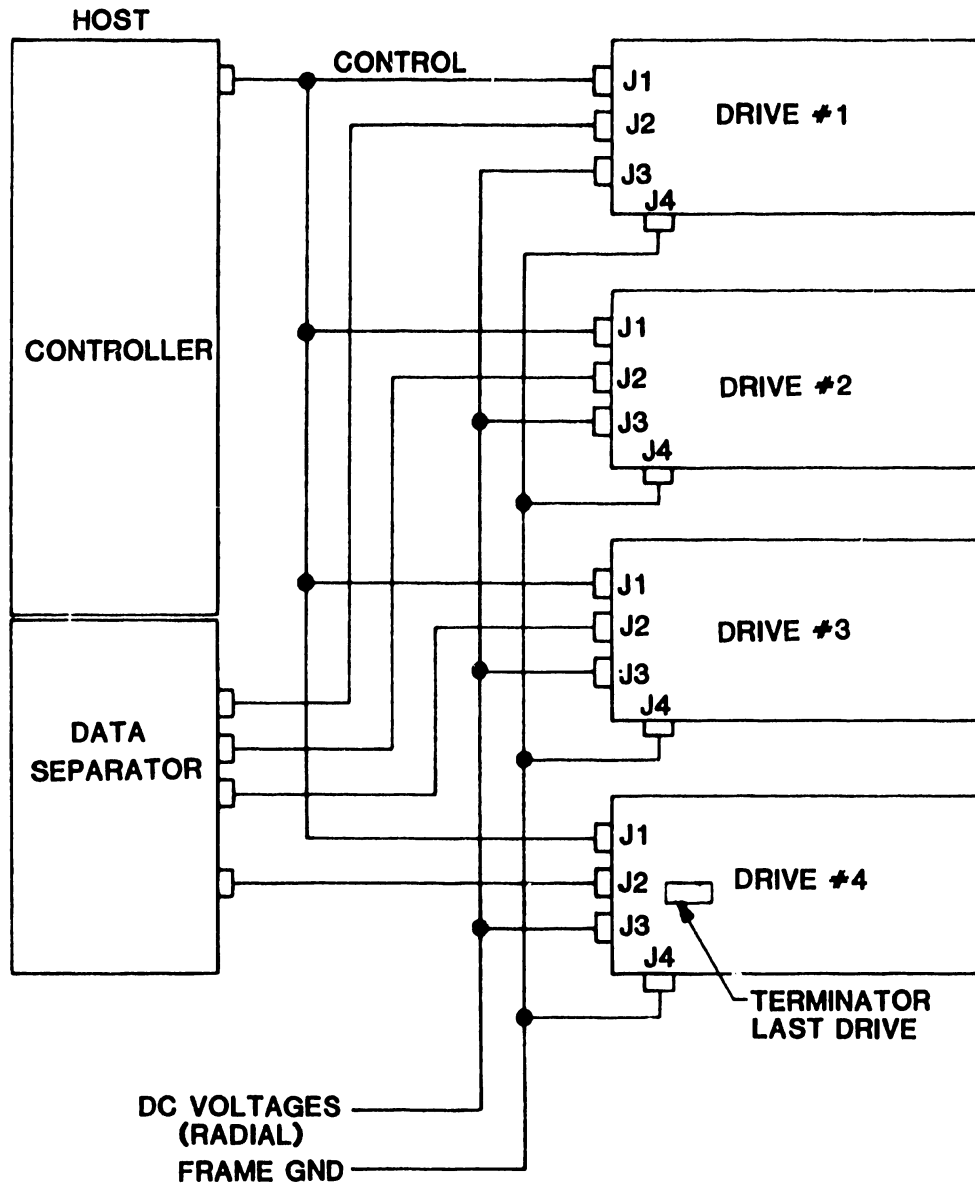 HOST
CONTROL
CONTROLLER
DATA
SEPARATOR
J1
J2
J3
J4
DRIVE #1
J1
J2
J3
J4
DRIVE #2
J1
J2
J3
J4
DRIVE #3
J1
J2
J3
J4
DRIVE #4
TERMINATOR
LAST DRIVE
DC VOLTAGES
(RADIAL)
FRAME GND